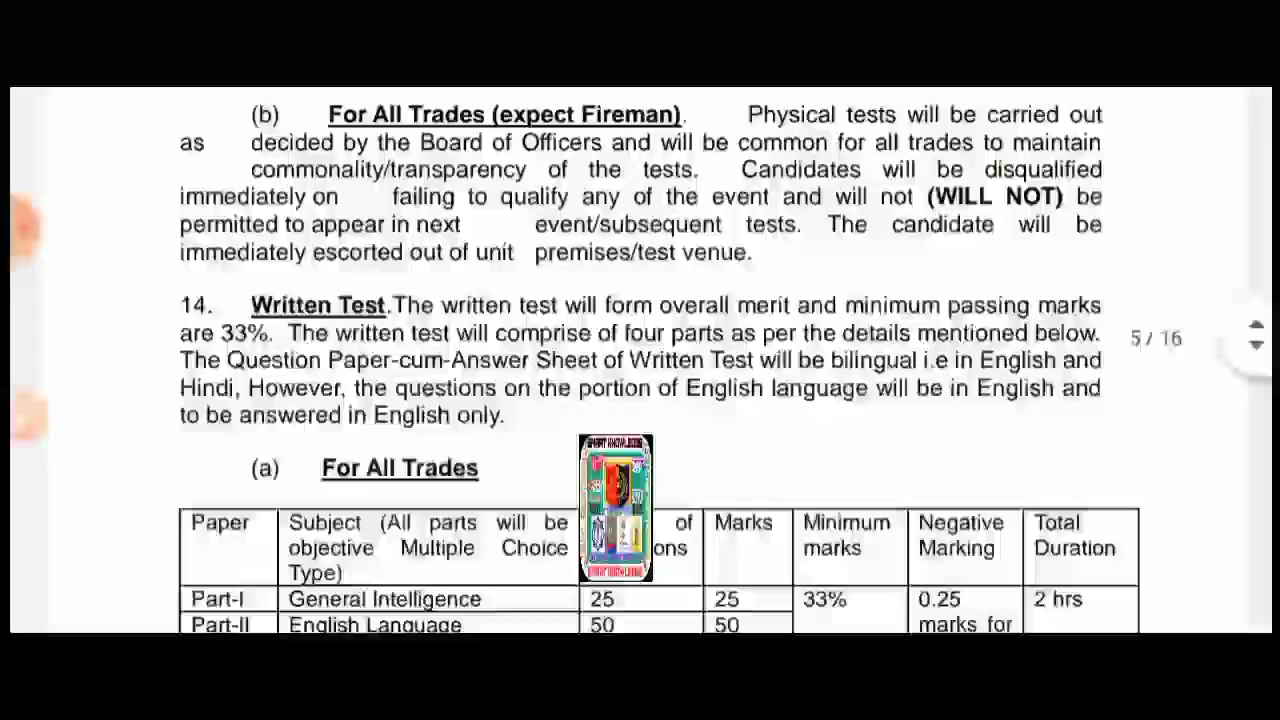 (b) For All Trades (expect Fireman). Physical tests will be carried out
as decided by the Board of Officers and will be common for all trades to maintain
commonality/transparency of the tests. Candidates will be disqualified
immediately on failing to qualify any of the event and will not (WILL NOT) be
permitted to appear in next event/subsequent tests. The candidate will be
immediately escorted out of unit premises/test venue.
14. Written Test.The written test will form overall merit and minimum passing marks
are 33%. The written test will comprise of four parts as per the details mentioned below.
The Question Paper-cum-Answer Sheet of Written Test will be bilingual i.e in English and
Hindi, However, the questions on the portion of English language will be in English and
to be answered in English only.
5 / 16
(a) For All Trades
SMART KNOWLEDGE
Paper Subject (All parts will be of Marks Minimum Negative Total
objective Multiple Choice ons marks Marking Duration
Type)
Part-I General Intelligence 25 25 33% 0.25 2 hrs
Part-II English Language 50 50 marks for